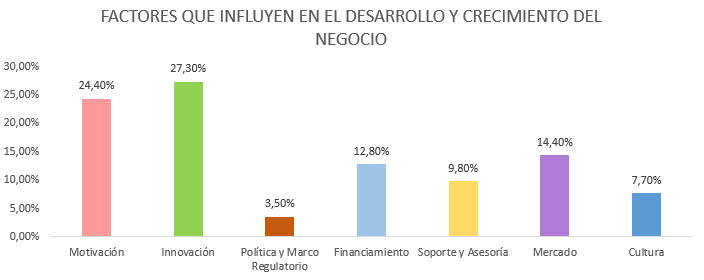 FACTORES QUE INFLUYEN EN EL DESARROLLO Y CRECIMIENTO DEL
NEGOCIO
30,00%
25,00%
20,00%
15,00%
10,00%
5,00%
0,00%
24,40%
27,30%
3,50%
12,80%
9,80%
14,40%
7,70%
Motivación
Innovación
Política y Marco
Regulatorio
Financiamiento
Soporte y Asesoría
Mercado
Cultura